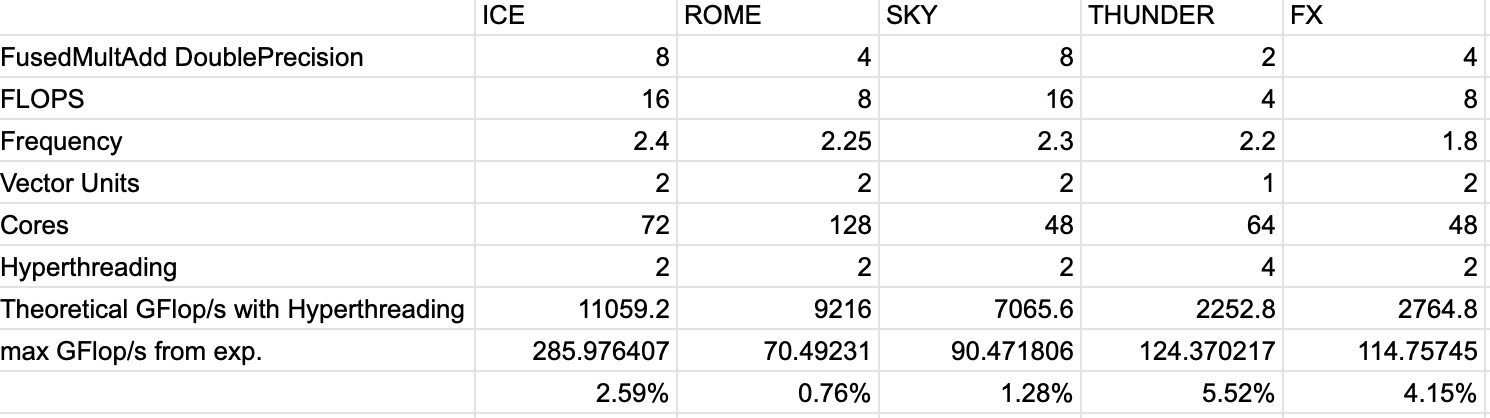 ICE ROME SKY THUNDER FX
FusedMultAdd DoublePrecision 8 4 8 2 4
FLOPS 16 8 16 4 8
Frequency 2.4 2.25 2.3 2.2 1.8
Vector Units 2 2 2 1 2
Cores 72 128 48 64 48
Hyperthreading 2 2 2 4 2
Theoretical GFlop/s with Hyperthreading 11059.2 9216 7065.6 2252.8 2764.8
max GFlop/s from exp. 285.976407 70.49231 90.471806 124.370217 114.75745
2.59% 0.76% 1.28% 5.52% 4.15%